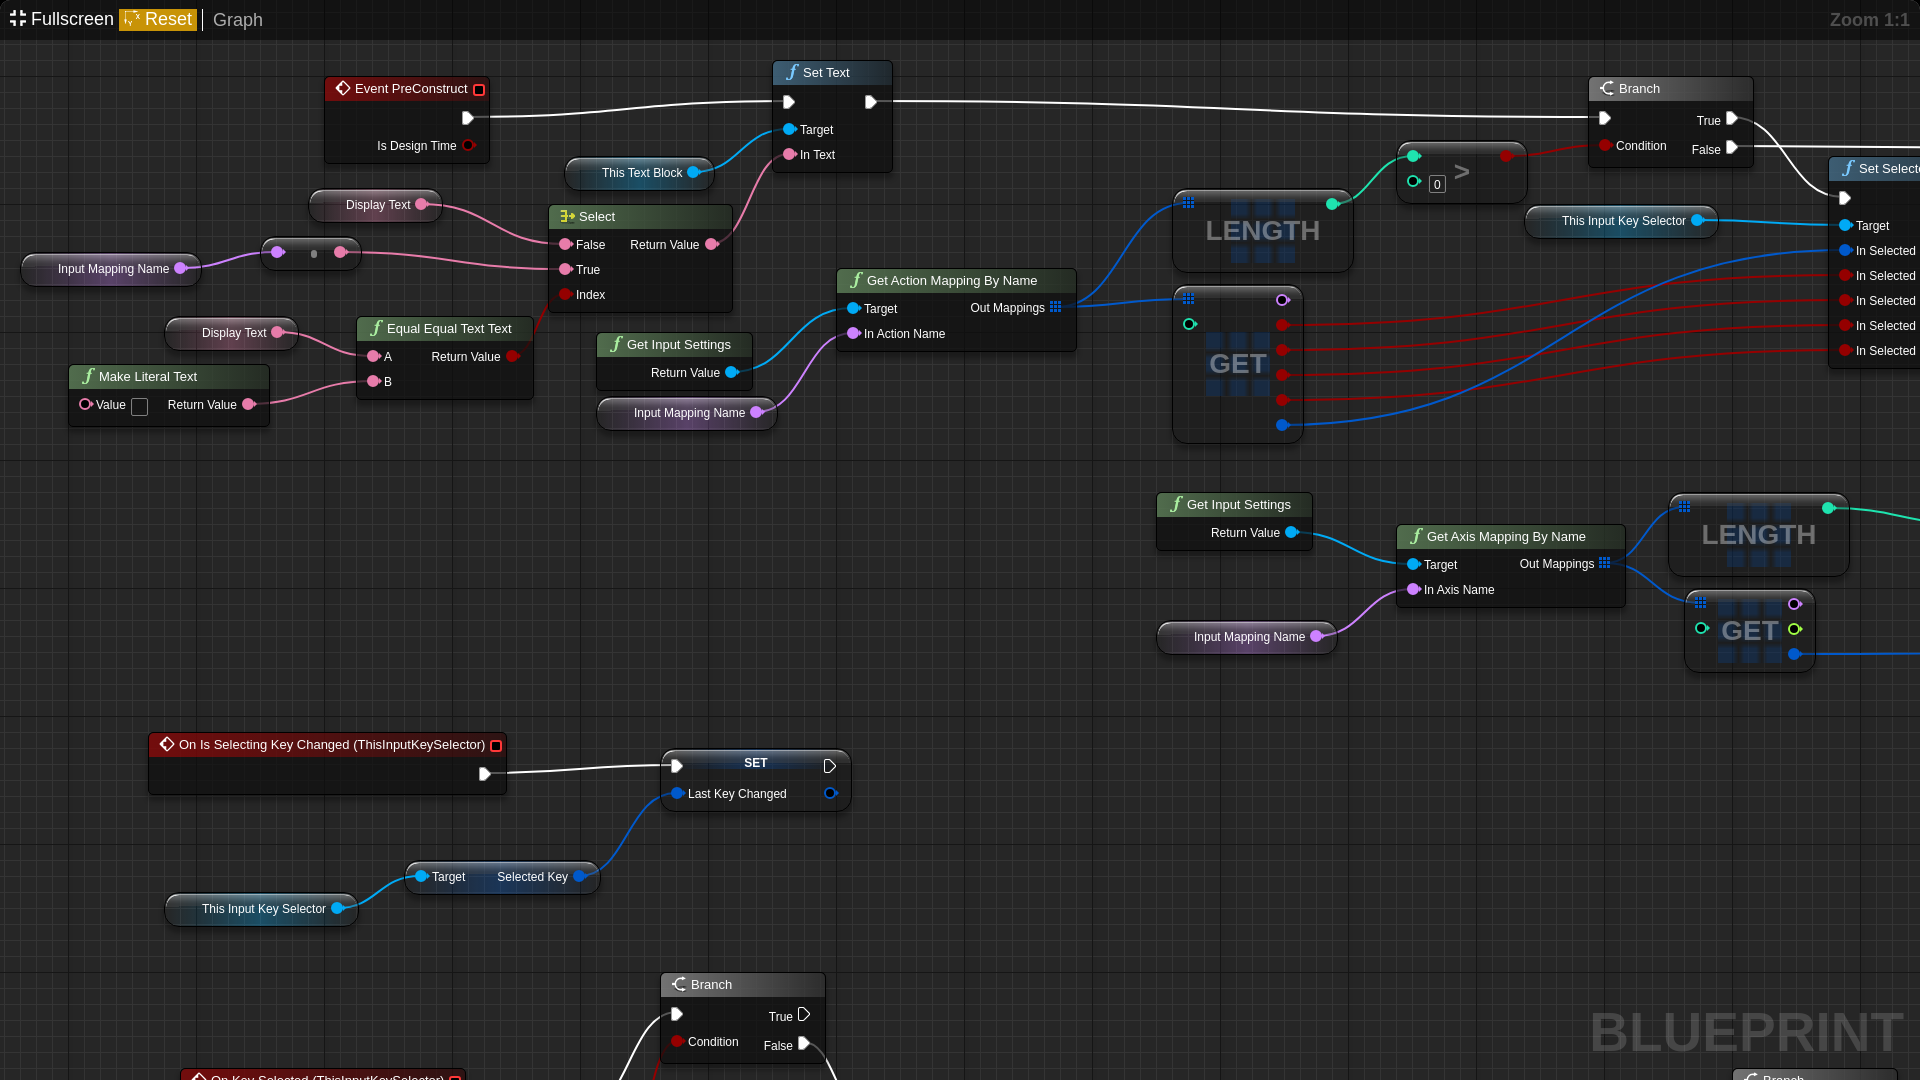 Fullscreen Reset Graph
Zoom 1:1
Event PreConstruct
Is Design Time
Set Text
Target
In Text
This Text Block
Display Text
Input Mapping Name
Select
False Return Value
True
Index
Display Text
Equal Equal Text Text
A Return Value
B
Make Literal Text
Value Return Value
Get Input Settings
Return Value
Input Mapping Name
Get Action Mapping By Name
Target Out Mappings
In Action Name
LENGTH
GET
0 >
Branch
True
Condition False
This Input Key Selector
Set Selecte
Target
In Selected
In Selected
In Selected
In Selected
In Selected
Get Input Settings
Return Value
Input Mapping Name
Get Axis Mapping By Name
Target Out Mappings
In Axis Name
LENGTH
GET
On Is Selecting Key Changed (ThisInputKeySelector)
SET
Last Key Changed
Target Selected Key
This Input Key Selector
Branch
True
Condition False
On Key Selected (ThisInputKeySelector)
Branch
BLUEPRINT